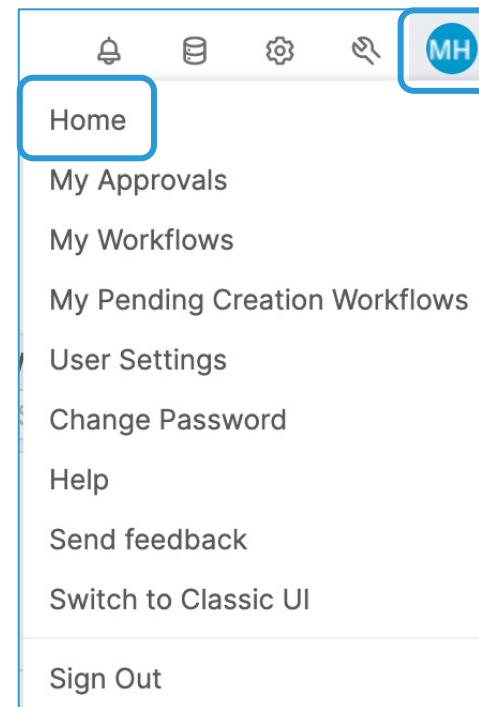 MH
Home
My Approvals
My Workflows
My Pending Creation Workflows
User Settings
Change Password
Help
Send feedback
Switch to Classic UI
Sign Out